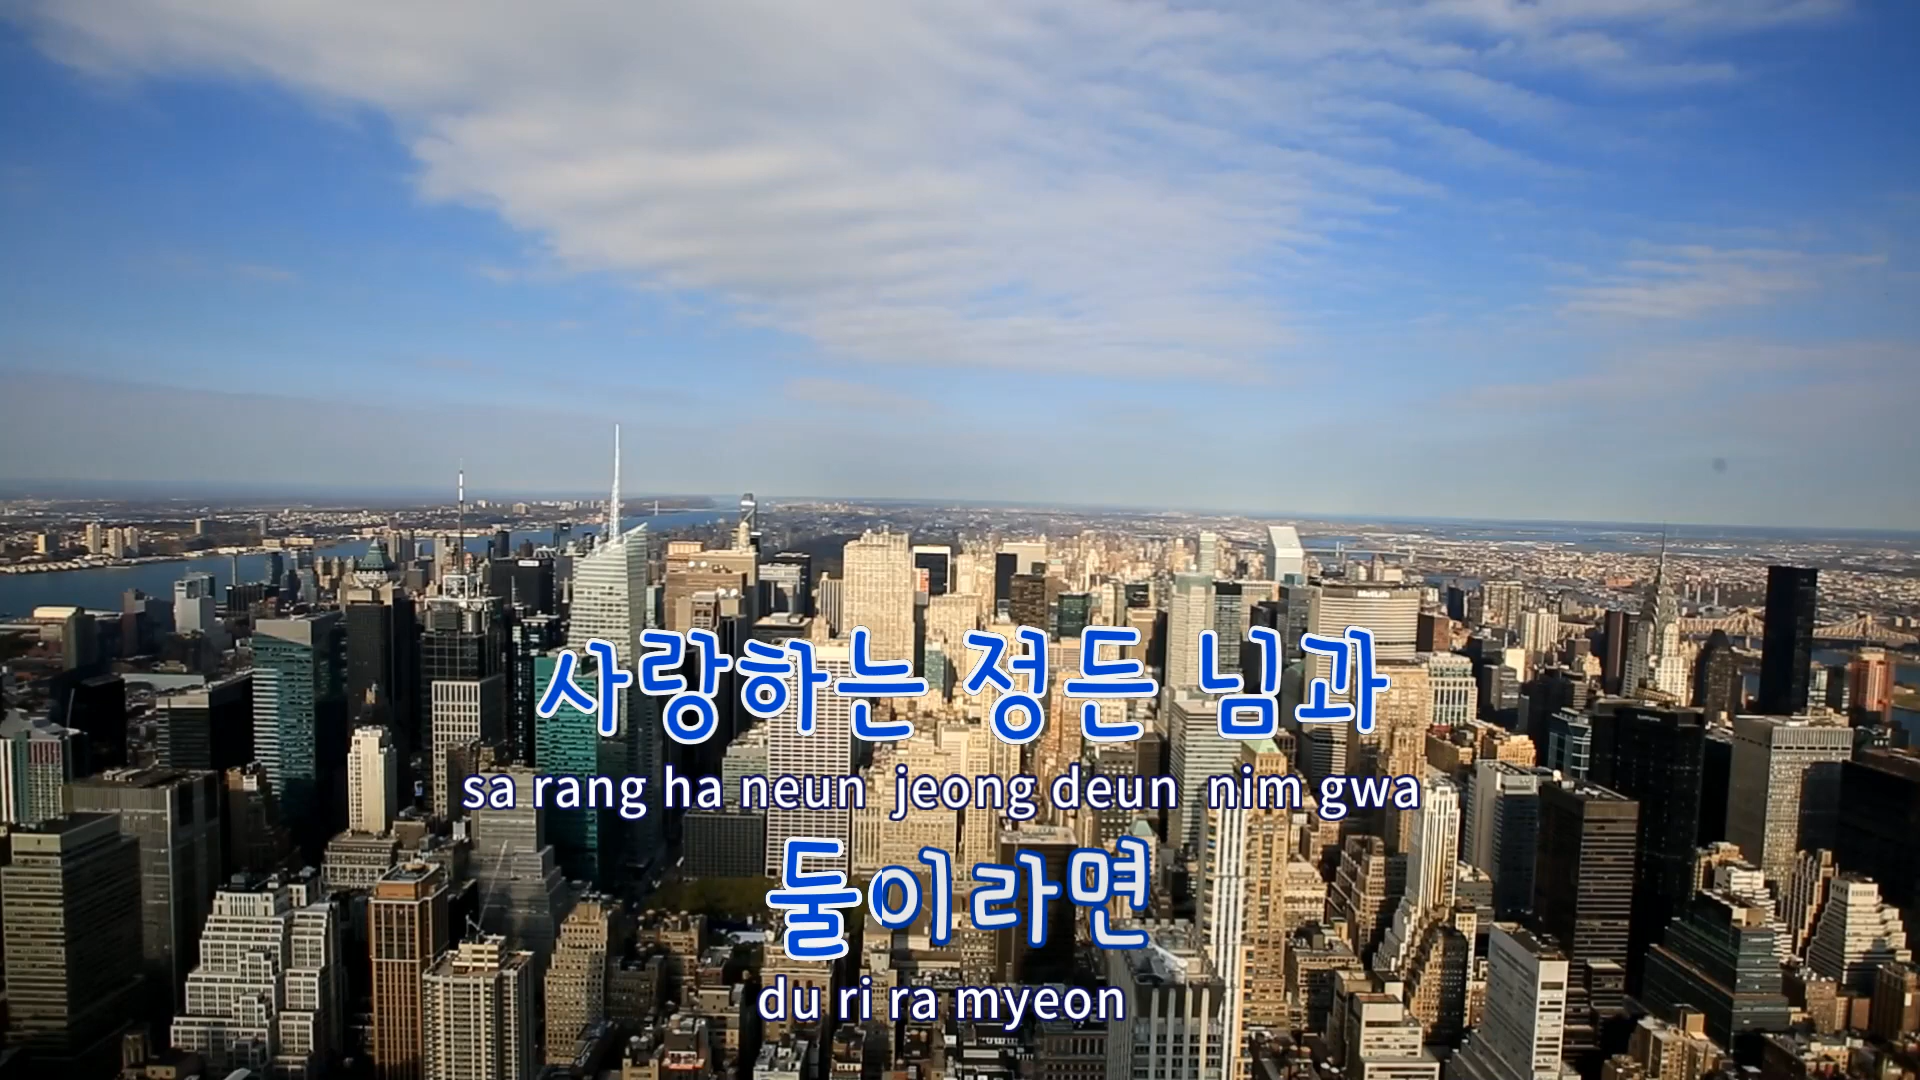 MetLife
사랑하는 정든 님과
sa rang ha neun jeong deun nim gwa
둘이라면
du ri ra myeon